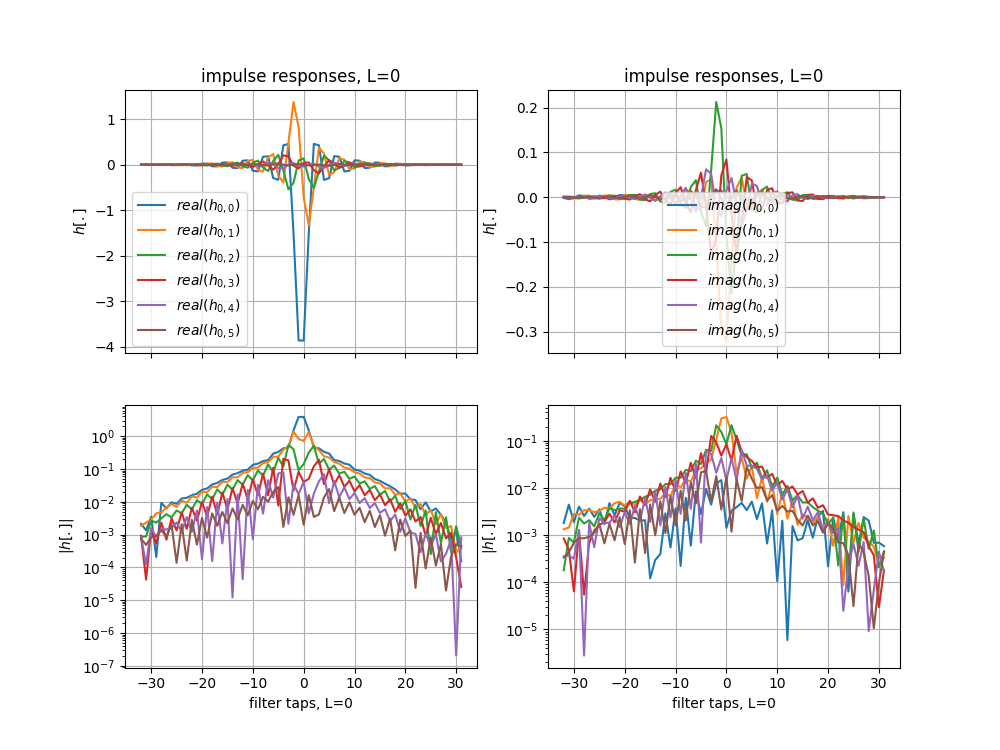 impulse responses, L=0
1
0
−1
−2
−3
−4
h[.]
real(h0,0)
real(h0,1)
real(h0,2)
real(h0,3)
real(h0,4)
real(h0,5)
impulse responses, L=0
0.2
0.1
0.0
−0.1
−0.2
−0.3
h[.]
imag(h0,0)
imag(h0,1)
imag(h0,2)
imag(h0,3)
imag(h0,4)
imag(h0,5)
10^0
10^−1
10^−2
10^−3
10^−4
10^−5
10^−6
10^−7
|h[.]|
−30 −20 −10 0 10 20 30
filter taps, L=0
10^−1
10^−2
10^−3
10^−4
10^−5
|h[.]|
−30 −20 −10 0 10 20 30
filter taps, L=0